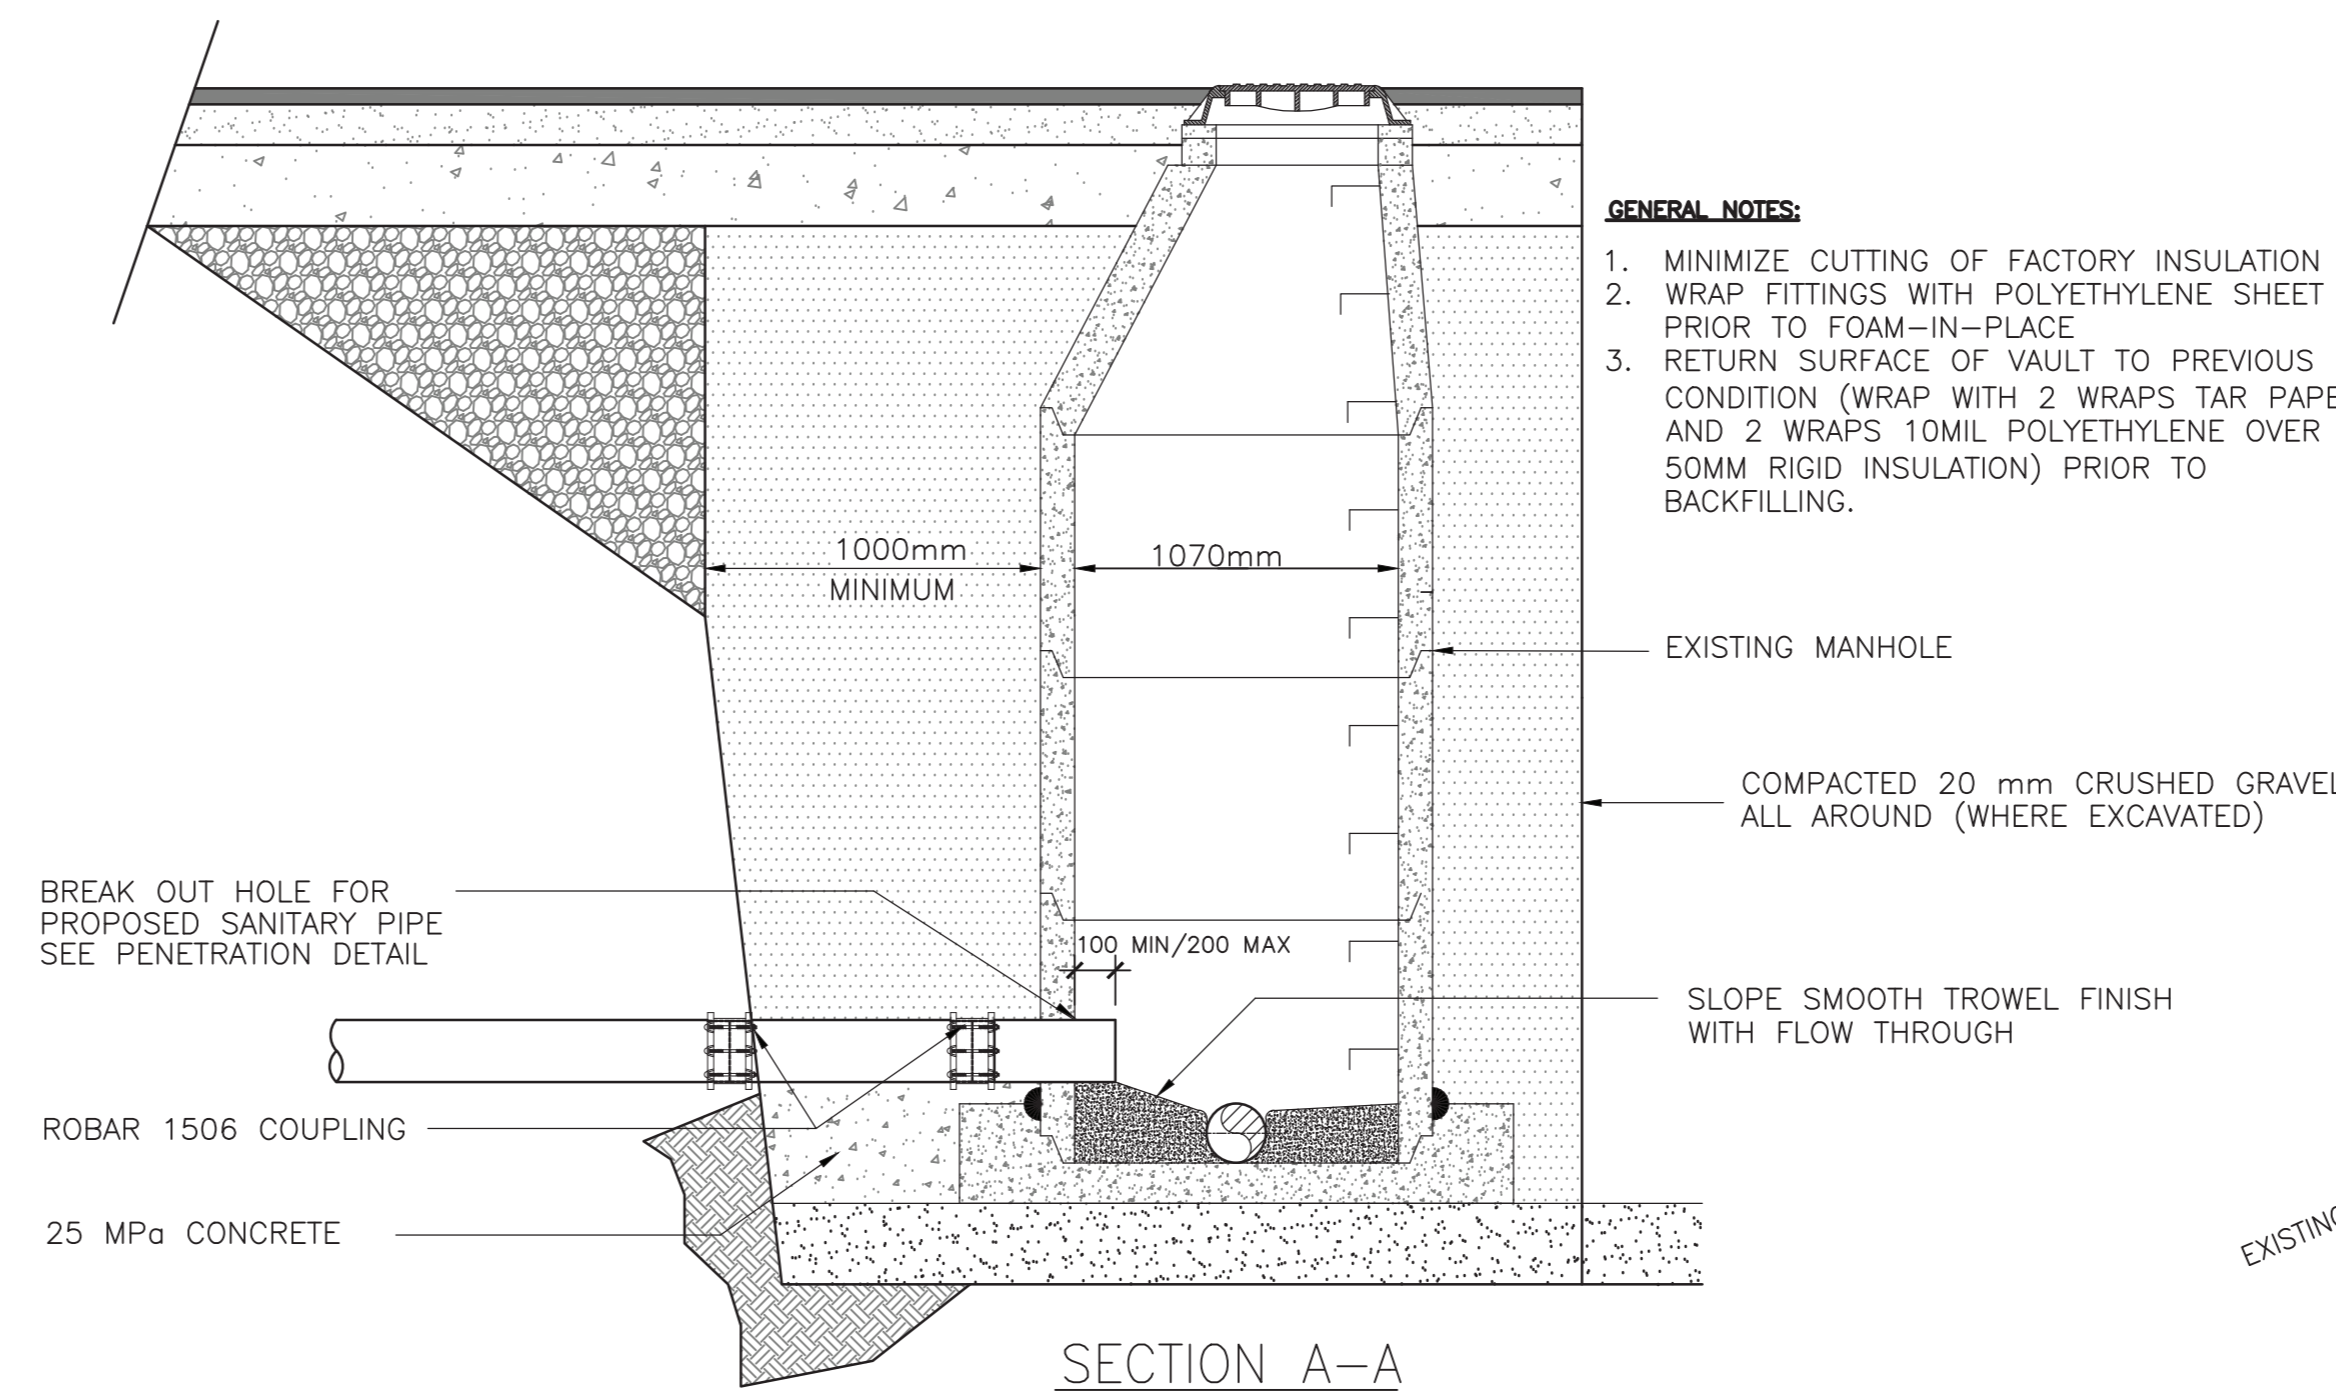 GENERAL NOTES:
1. MINIMIZE CUTTING OF FACTORY INSULATION
2. WRAP FITTINGS WITH POLYETHYLENE SHEET
PRIOR TO FOAM-IN-PLACE
3. RETURN SURFACE OF VAULT TO PREVIOUS
CONDITION (WRAP WITH 2 WRAPS TAR PAPE
AND 2 WRAPS 10MIL POLYETHYLENE OVER
50MM RIGID INSULATION) PRIOR TO
BACKFILLING.
1000mm
MINIMUM
1070mm
EXISTING MANHOLE
COMPACTED 20 mm CRUSHED GRAVEL
ALL AROUND (WHERE EXCAVATED)
BREAK OUT HOLE FOR
PROPOSED SANITARY PIPE
SEE PENETRATION DETAIL
100 MIN/200 MAX
SLOPE SMOOTH TROWEL FINISH
WITH FLOW THROUGH
ROBAR 1506 COUPLING
25 MPa CONCRETE
EXISTING
SECTION A-A